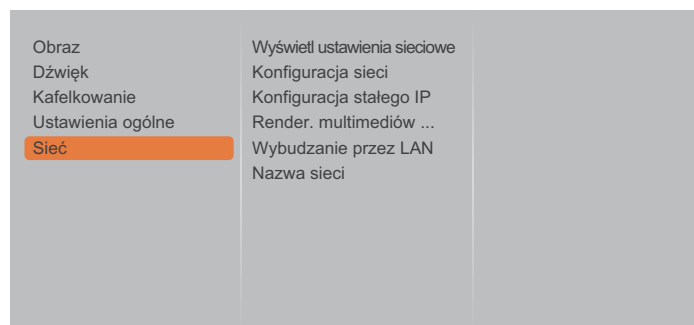 Obraz
Dźwięk
Kafelkowanie
Ustawienia ogólne
Sieć
Wyświetl ustawienia sieciowe
Konfiguracja sieci
Konfiguracja stałego IP
Render. multimediów ...
Wybudzanie przez LAN
Nazwa sieci